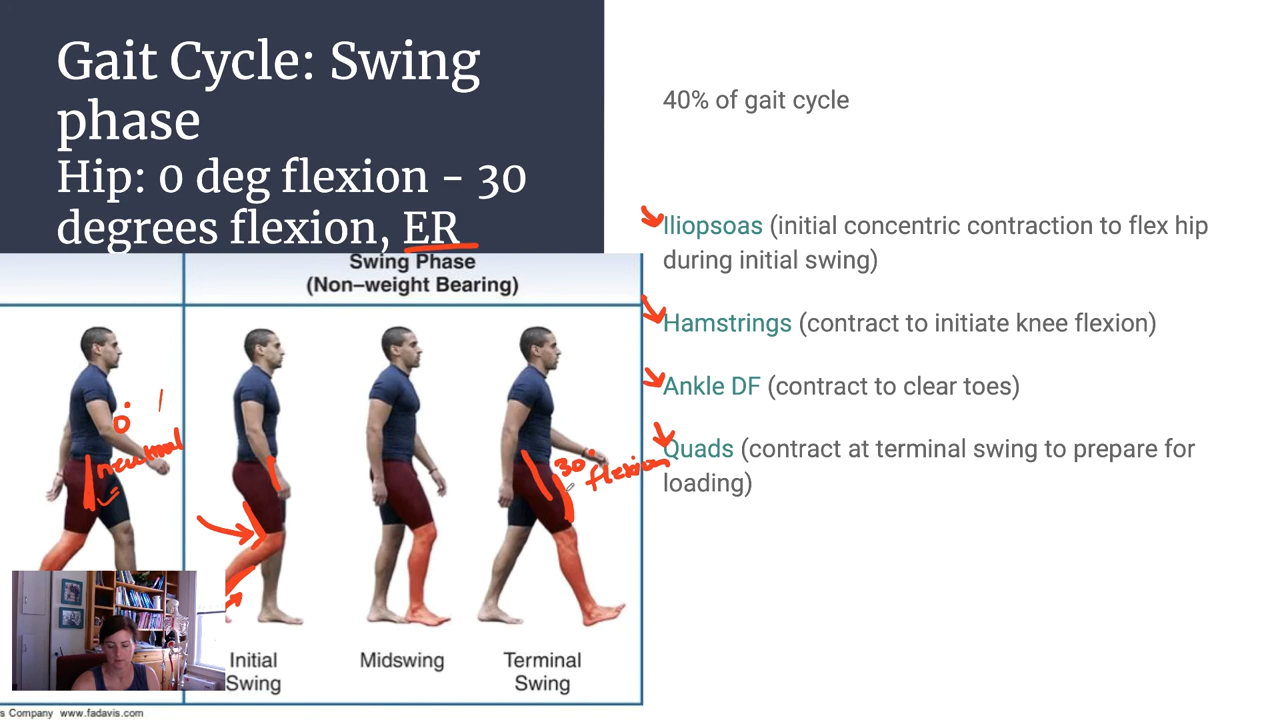 Gait Cycle: Swing
phase
Hip: 0 deg flexion - 30
degrees flexion, ER
40% of gait cycle
Iliopsoas (initial concentric contraction to flex hip
during initial swing)
Hamstrings (contract to initiate knee flexion)
Ankle DF (contract to clear toes)
Quads (contract at terminal swing to prepare for
loading)
Swing Phase
(Non–weight Bearing)
0°
neutral
30°
flexion
Initial
Swing
Midswing
Terminal
Swing
s Company www.fadavis.com